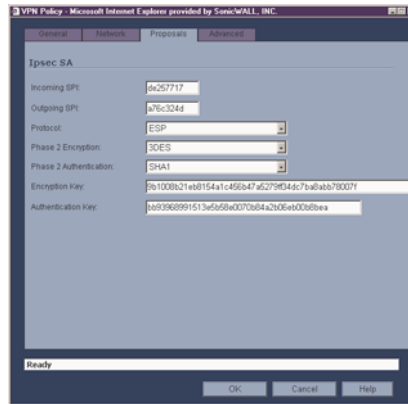 VPN Policy - Microsoft Internet Explorer provided by SonicWALL, INC.
General Network Proposals Advanced
Ipsec SA
Incoming SPI: de257717
Outgoing SPI: a76c324d
Protocol: ESP
Phase 2 Encryption: 3DES
Phase 2 Authentication: SHA1
Encryption Key: 9b1008b21eb8154a1c456b47a5279ff34dc7ba8abb78007f
Authentication Key: bb93968991513e5b58e0070b84a2b06eb00b8bea
Ready
OK Cancel Help